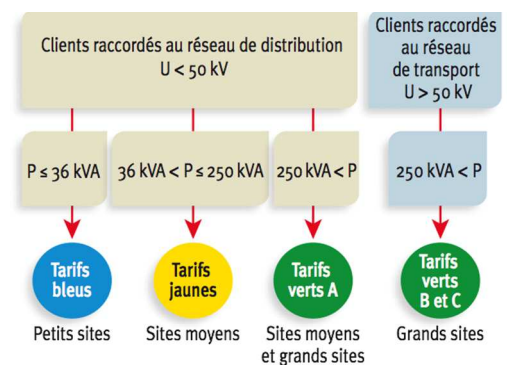 Clients raccordés au réseau de distribution
U < 50 kV
Clients raccordés
au réseau
de transport
U > 50 kV
P ≤ 36 kVA
36 kVA < P ≤ 250 kVA
250 kVA < P
250 kVA < P
Tarifs
bleus
Tarifs
jaunes
Tarifs
verts A
Tarifs
verts
B et C
Petits sites
Sites moyens
Sites moyens
et grands sites
Grands sites